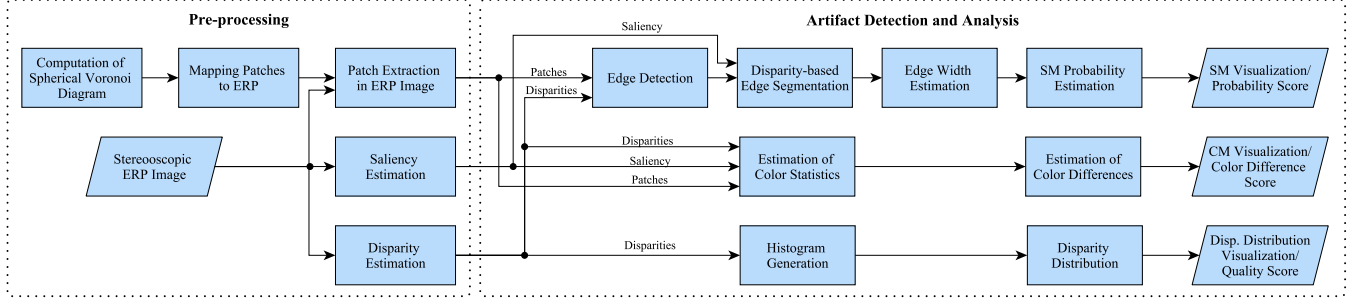 Pre-processing
Computation of
Spherical Voronoi
Diagram
Mapping Patches
to ERP
Patch Extraction
in ERP Image
Stereooscopic
ERP Image
Saliency
Estimation
Disparity
Estimation
Artifact Detection and Analysis
Saliency
Patches
Disparities
Edge Detection
Disparity-based
Edge Segmentation
Edge Width
Estimation
SM Probability
Estimation
SM Visualization/
Probability Score
Disparities
Saliency
Patches
Estimation of
Color Statistics
Estimation of
Color Differences
CM Visualization/
Color Difference
Score
Disparities
Histogram
Generation
Disparity
Distribution
Disp. Distribution
Visualization/
Quality Score